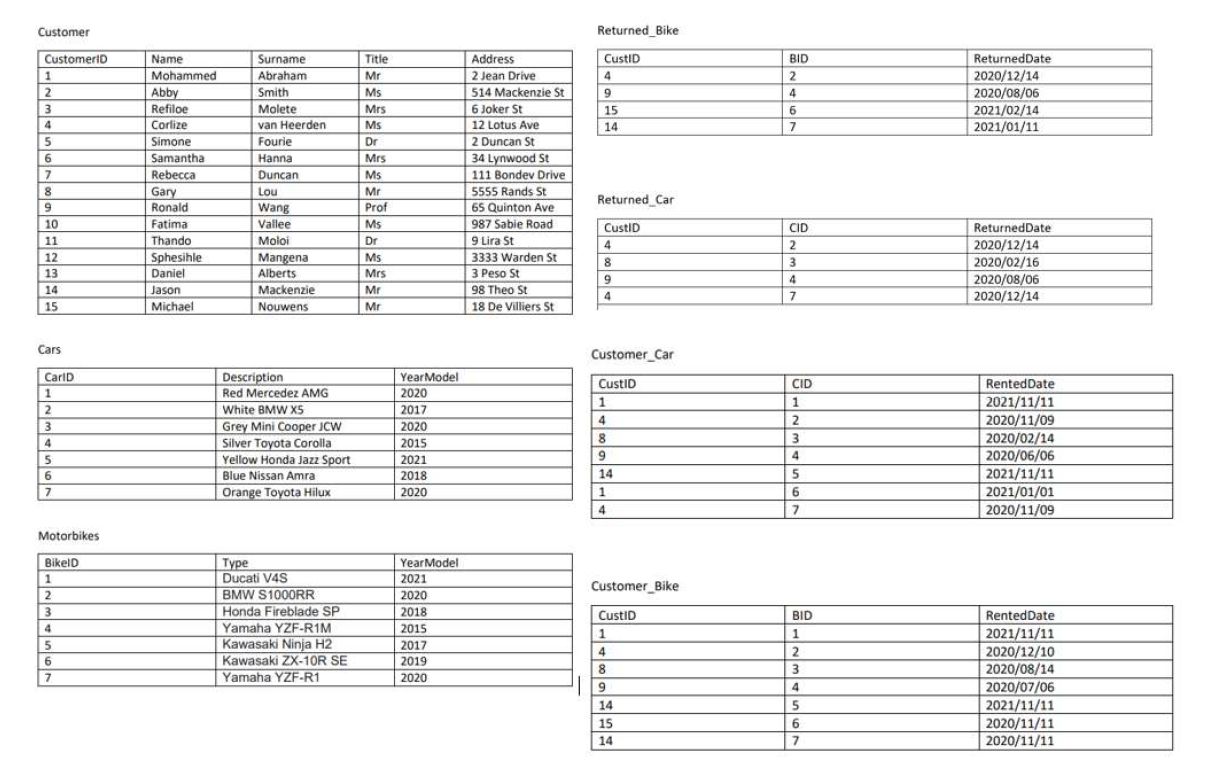 Customer
CustomerID Name Surname Title Address
1 Mohammed Abraham Mr 2 Jean Drive
2 Abby Smith Ms 514 Mackenzie St
3 Refiloe Molete Mrs 6 Joker St
4 Corlize van Heerden Ms 12 Lotus Ave
5 Simone Fourie Dr 2 Duncan St
6 Samantha Hanna Mrs 34 Lynwood St
7 Rebecca Duncan Ms 111 Bondev Drive
8 Gary Lou Mr 5555 Rands St
9 Ronald Wang Prof 65 Quinton Ave
10 Fatima Vallee Ms 987 Sabie Road
11 Thando Moloi Dr 9 Lira St
12 Sphesihle Mangena Ms 3333 Warden St
13 Daniel Alberts Mrs 3 Peso St
14 Jason Mackenzie Mr 98 Theo St
15 Michael Nouwens Mr 18 De Villiers St
Cars
CarID Description YearModel
1 Red Mercedez AMG 2020
2 White BMW X5 2017
3 Grey Mini Cooper JCW 2020
4 Silver Toyota Corolla 2015
5 Yellow Honda Jazz Sport 2021
6 Blue Nissan Amra 2018
7 Orange Toyota Hilux 2020
Motorbikes
BikeID Type YearModel
1 Ducati V4S 2021
2 BMW S1000RR 2020
3 Honda Fireblade SP 2018
4 Yamaha YZF-R1M 2015
5 Kawasaki Ninja H2 2017
6 Kawasaki ZX-10R SE 2019
7 Yamaha YZF-R1 2020
Returned_Bike
CustID BID ReturnedDate
4 2 2020/12/14
9 4 2020/08/06
15 6 2021/02/14
14 7 2021/01/11
Returned_Car
CustID CID ReturnedDate
4 2 2020/12/14
8 3 2020/02/16
9 4 2020/08/06
4 7 2020/12/14
Customer_Car
CustID CID RentedDate
1 1 2021/11/11
4 2 2020/11/09
8 3 2020/02/14
9 4 2020/06/06
14 5 2021/11/11
1 6 2021/01/01
4 7 2020/11/09
Customer_Bike
CustID BID RentedDate
1 1 2021/11/11
4 2 2020/12/10
8 3 2020/08/14
9 4 2020/07/06
14 5 2021/11/11
15 6 2020/11/11
14 7 2020/11/11